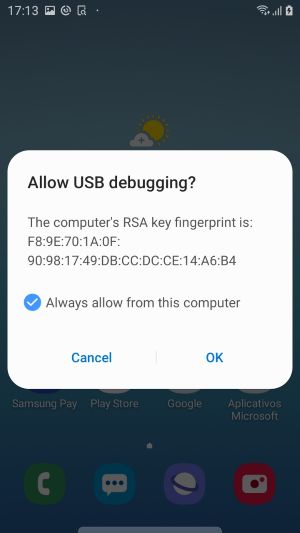 17:13
Allow USB debugging?
The computer's RSA key fingerprint is:
F8:9E:70:1A:0F:
90:98:17:49:DB:CC:DC:CE:14:A6:B4
Always allow from this computer
Cancel
OK
Samsung Pay
Play Store
Google
Aplicativos
Microsoft